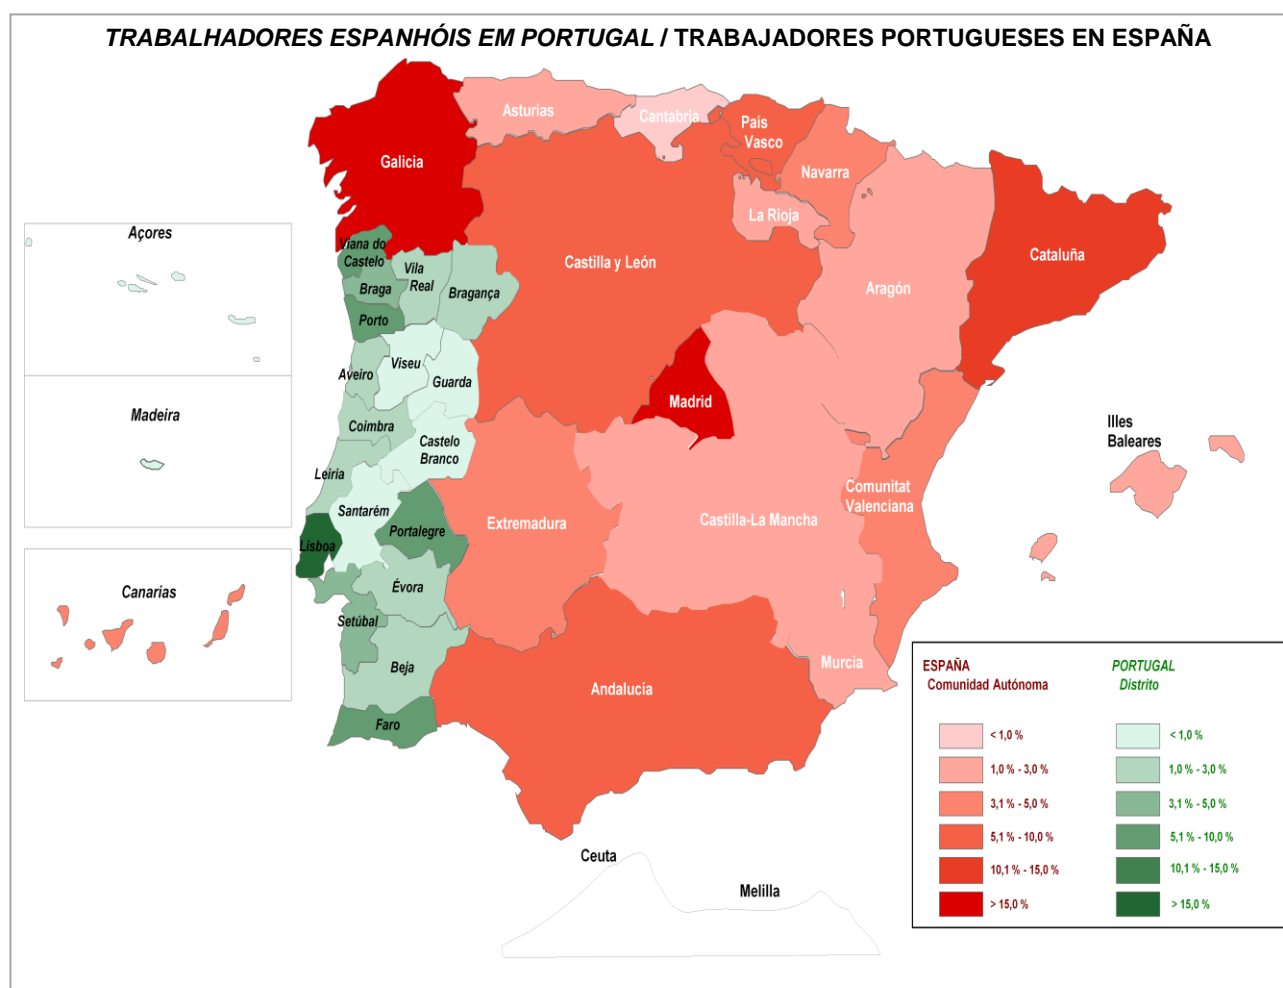 TRABALHADORES ESPANHÓIS EM PORTUGAL / TRABAJADORES PORTUGUESES EN ESPAÑA
Asturias
Cantabria
País
Vasco
Galicia
Navarra
La Rioja
Açores
Viana do
Castelo
Vila
Real
Braga
Bragança
Porto
Castilla y León
Aragón
Cataluña
Aveiro
Viseu
Guarda
Madrid
Madeira
Coimbra
Castelo
Branco
Illes
Baleares
Leiria
Santarém
Comunitat
Valenciana
Extremadura
Castilla-La Mancha
Portalegre
Lisboa
Canarias
Évora
Setúbal
Beja
Murcia
Andalucía
Faro
Ceuta
Melilla
ESPAÑA
Comunidad Autónoma
PORTUGAL
Distrito
< 1,0 %
1,0 % - 3,0 %
3,1 % - 5,0 %
5,1 % - 10,0 %
10,1 % - 15,0 %
> 15,0 %
< 1,0 %
1,0 % - 3,0 %
3,1 % - 5,0 %
5,1 % - 10,0 %
10,1 % - 15,0 %
> 15,0 %